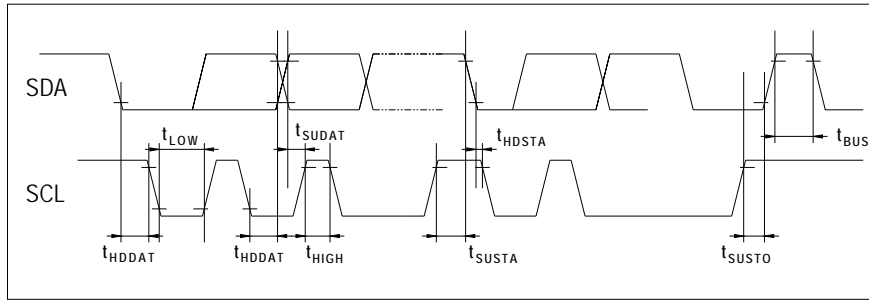 SDA
tLOW
tSUDAT
tHDSTA
tBUS
SCL
tHDDAT
tHDDAT
tHIGH
tSUSTA
tSUSTO